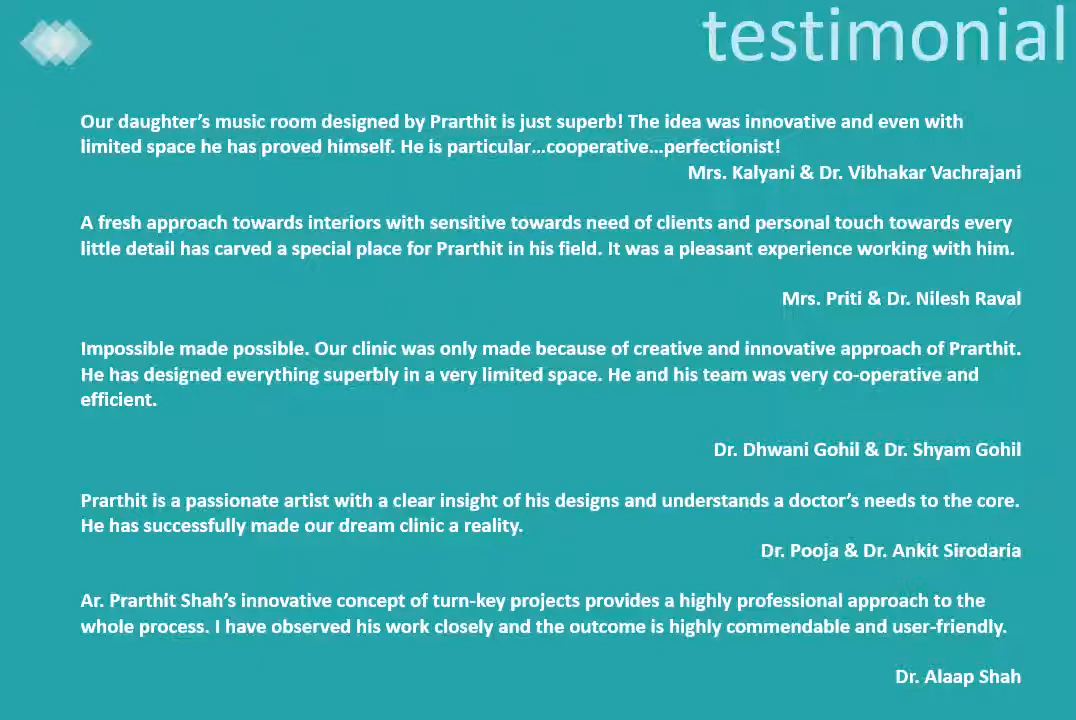 testimonial
Our daughter’s music room designed by Prarthit is just superb! The idea was innovative and even with
limited space he has proved himself. He is particular…cooperative…perfectionist!
Mrs. Kalyani & Dr. Vibhakar Vachrajani
A fresh approach towards interiors with sensitive towards need of clients and personal touch towards every
little detail has carved a special place for Prarthit in his field. It was a pleasant experience working with him.
Mrs. Priti & Dr. Nilesh Raval
Impossible made possible. Our clinic was only made because of creative and innovative approach of Prarthit.
He has designed everything superbly in a very limited space. He and his team was very co-operative and
efficient.
Dr. Dhwani Gohil & Dr. Shyam Gohil
Prarthit is a passionate artist with a clear insight of his designs and understands a doctor’s needs to the core.
He has successfully made our dream clinic a reality.
Dr. Pooja & Dr. Ankit Sirodaria
Ar. Prarthit Shah’s innovative concept of turn-key projects provides a highly professional approach to the
whole process. I have observed his work closely and the outcome is highly commendable and user-friendly.
Dr. Alaap Shah